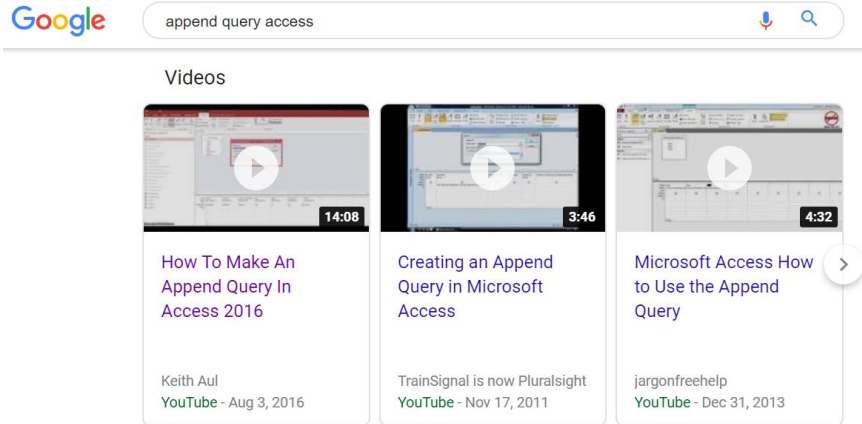 Google
append query access
Videos
14:08
3:46
4:32
How To Make An
Append Query In
Access 2016
Creating an Append
Query in Microsoft
Access
Microsoft Access How
to Use the Append
Query
Keith Aul
YouTube - Aug 3, 2016
TrainSignal is now Pluralsight
YouTube - Nov 17, 2011
jargonfreehelp
YouTube - Dec 31, 2013